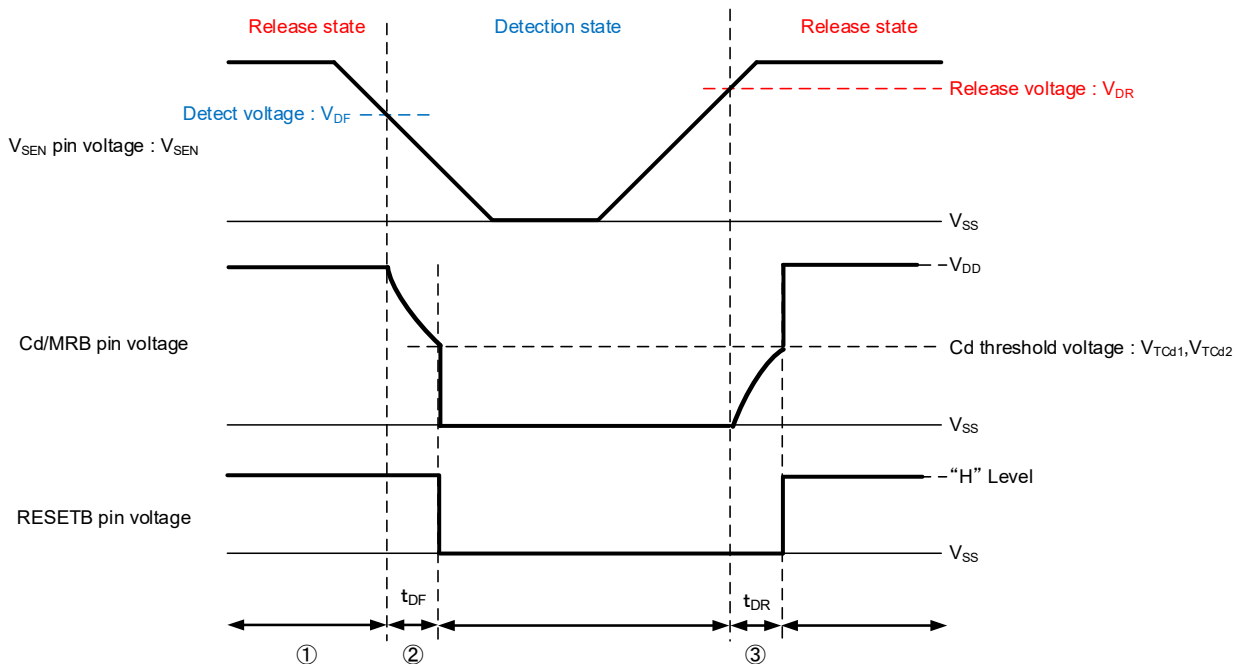 Release state
Detection state
Release state
Detect voltage : VDF
Release voltage : VDR
VSEN pin voltage : VSEN
VSS
VDD
Cd/MRB pin voltage
Cd threshold voltage : VTCd1,VTCd2
VSS
“H” Level
RESETB pin voltage
VSS
tDF
tDR
①
②
③